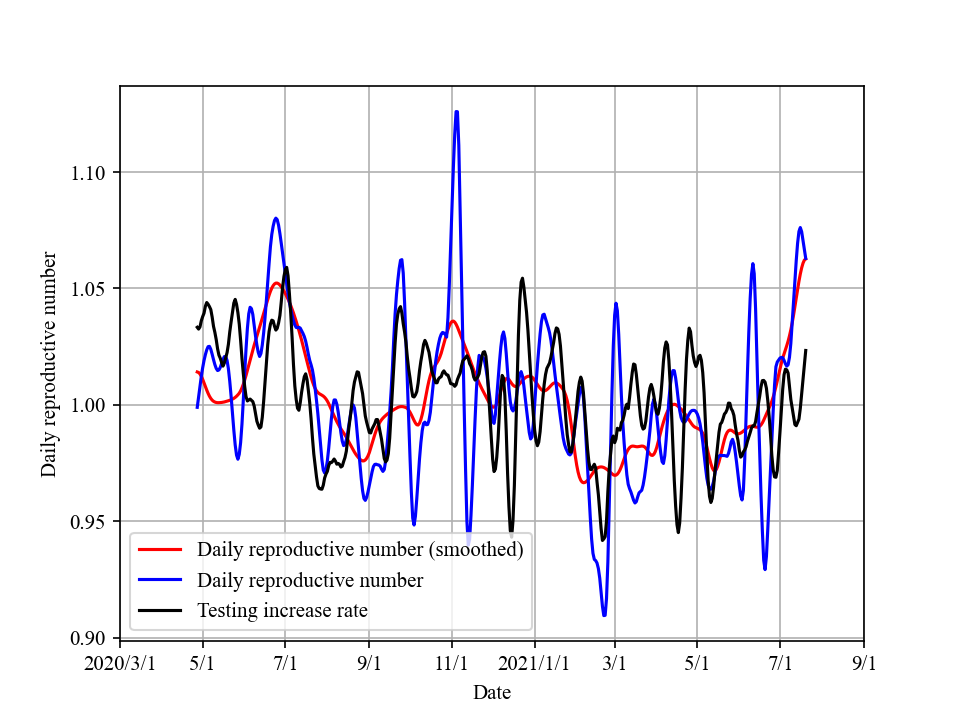 Daily reproductive number
1.10
1.05
1.00
0.95
0.90
Daily reproductive number (smoothed)
Daily reproductive number
Testing increase rate
2020/3/1 5/1 7/1 9/1 11/1 2021/1/1 3/1 5/1 7/1 9/1
Date